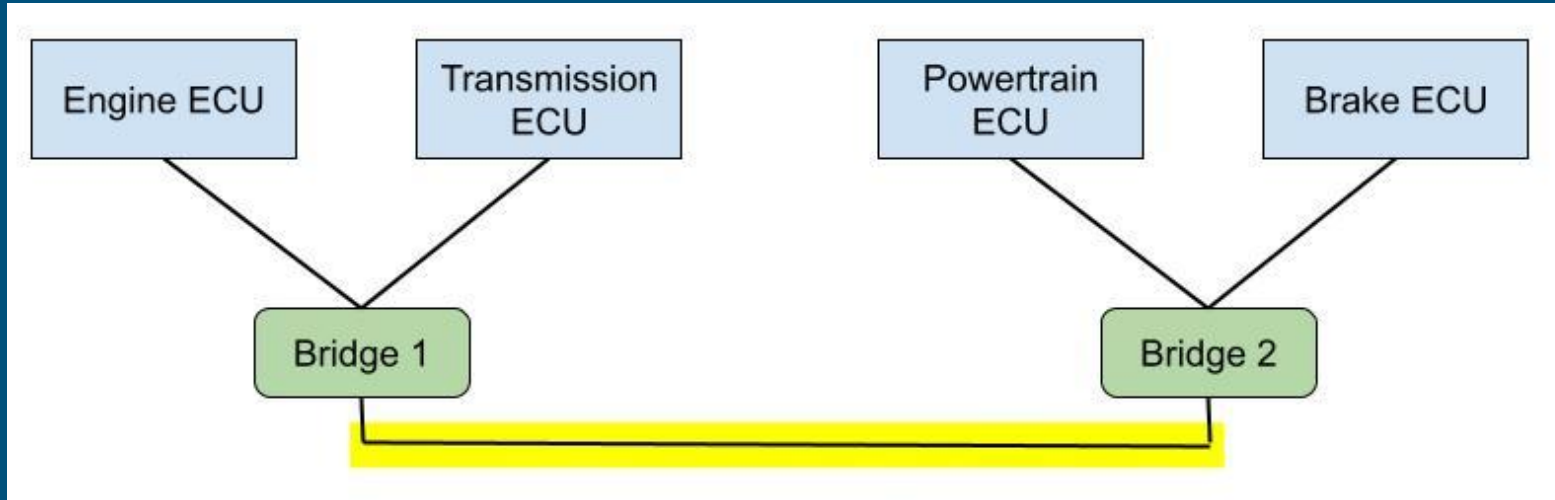 Engine ECU
Transmission
ECU
Powertrain
ECU
Brake ECU
Bridge 1
Bridge 2